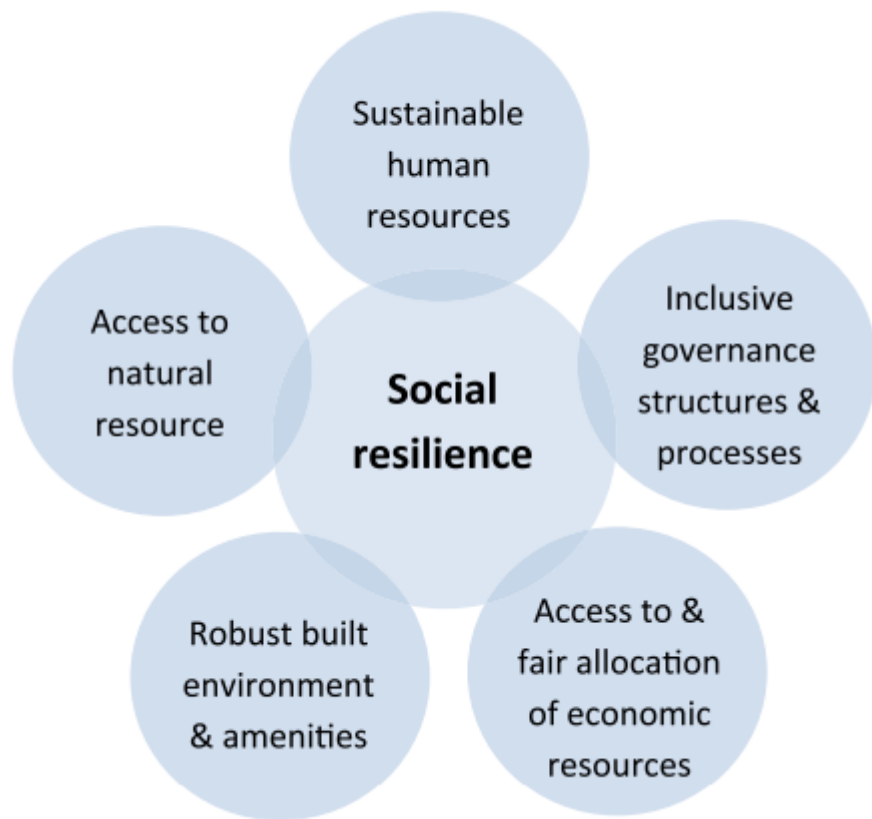 Sustainable
human
resources
Access to
natural
resource
Social
resilience
Inclusive
governance
structures &
processes
Robust built
environment
& amenities
Access to &
fair allocation
of economic
resources